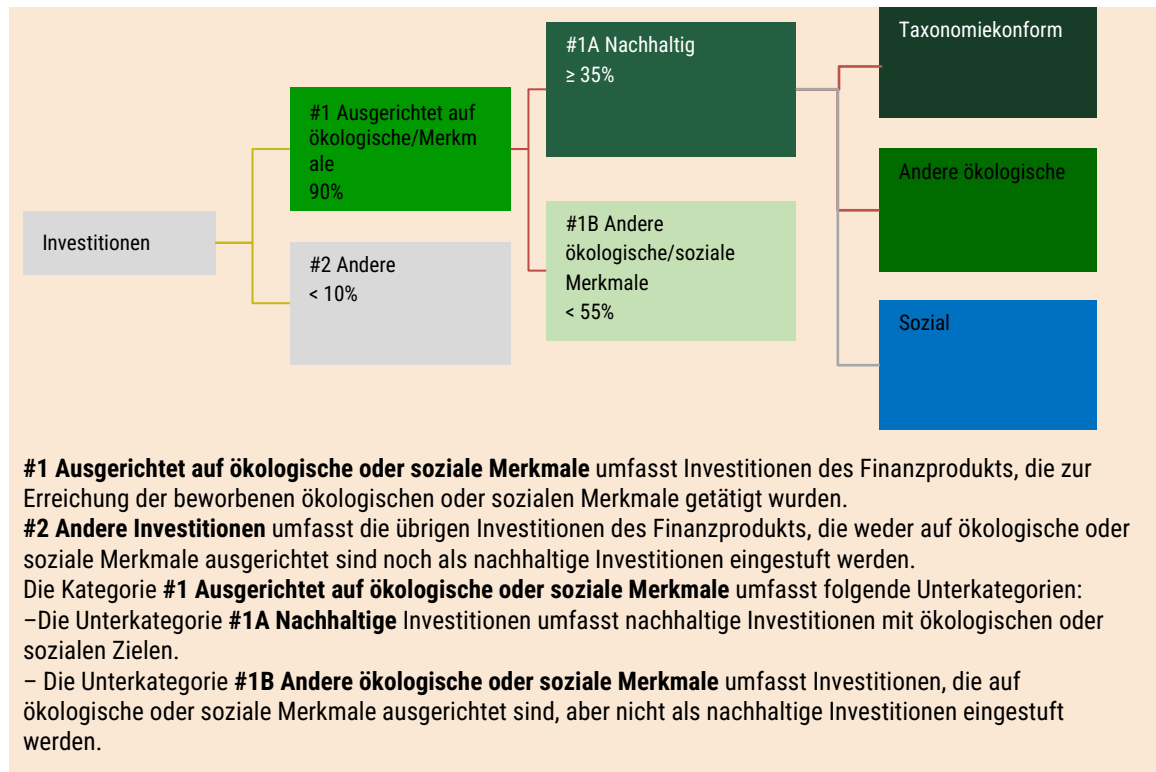 Investitionen
#1 Ausgerichtet auf
ökologische/Merkm
ale
90%
#2 Andere
< 10%
#1A Nachhaltig
≥ 35%
#1B Andere
ökologische/soziale
Merkmale
< 55%
Taxonomiekonform
Andere ökologische
Sozial
#1 Ausgerichtet auf ökologische oder soziale Merkmale umfasst Investitionen des Finanzprodukts, die zur
Erreichung der beworbenen ökologischen oder sozialen Merkmale getätigt wurden.
#2 Andere Investitionen umfasst die übrigen Investitionen des Finanzprodukts, die weder auf ökologische oder
soziale Merkmale ausgerichtet sind noch als nachhaltige Investitionen eingestuft werden.
Die Kategorie #1 Ausgerichtet auf ökologische oder soziale Merkmale umfasst folgende Unterkategorien:
–Die Unterkategorie #1A Nachhaltige Investitionen umfasst nachhaltige Investitionen mit ökologischen oder
sozialen Zielen.
– Die Unterkategorie #1B Andere ökologische oder soziale Merkmale umfasst Investitionen, die auf
ökologische oder soziale Merkmale ausgerichtet sind, aber nicht als nachhaltige Investitionen eingestuft
werden.